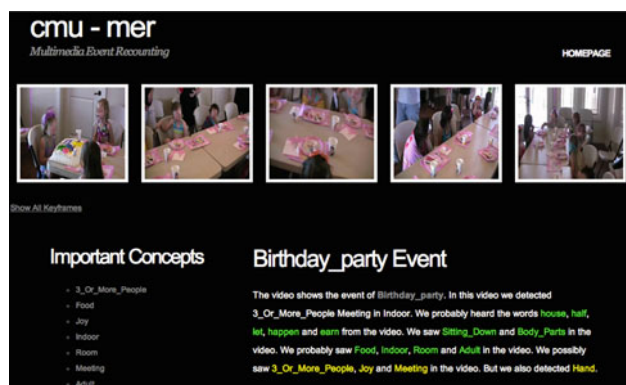 cmu - mer
Multimedia Event Recounting
HOMEPAGE
Show All Keyframes
Important Concepts
3_Or_More_People
Food
Joy
Indoor
Room
Meeting
Adult
Birthday_party Event
The video shows the event of Birthday_party. In this video we detected
3_Or_More_People Meeting in Indoor. We probably heard the words house, half,
let, happen and earn from the video. We saw Sitting_Down and Body_Parts in the
video. We probably saw Food, Indoor, Room and Adult in the video. We possibly
saw 3_Or_More_People, Joy and Meeting in the video. But we also detected Hand.